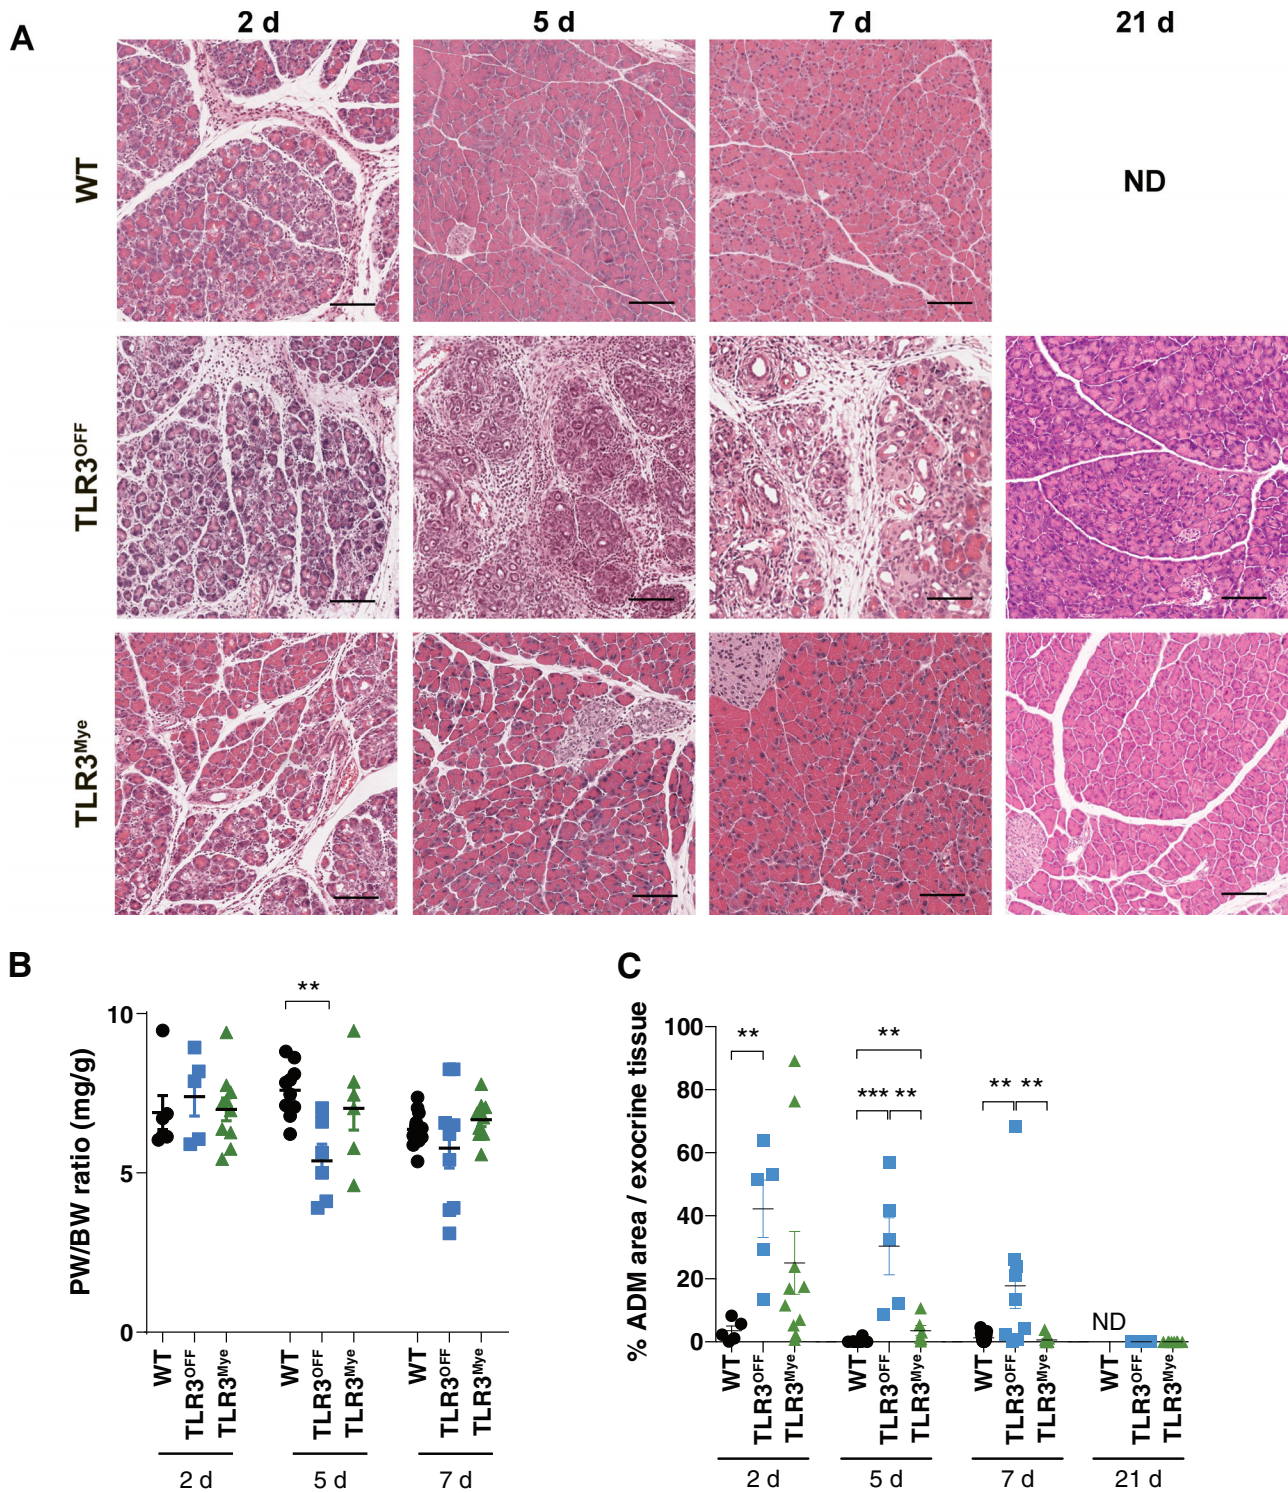 A
2 d 5 d 7 d 21 d
WT
ND
TLR3OFF
TLR3Mye
B
PW/BW ratio (mg/g)
10
5
0
**
WT TLR3OFF TLR3Mye WT TLR3OFF TLR3Mye WT TLR3OFF TLR3Mye
2 d 5 d 7 d
C
% ADM area / exocrine tissue
100
80
60
40
20
0
** **
*** ** ** **
ND
WT TLR3OFF TLR3Mye WT TLR3OFF TLR3Mye WT TLR3OFF TLR3Mye WT TLR3OFF TLR3Mye
2 d 5 d 7 d 21 d